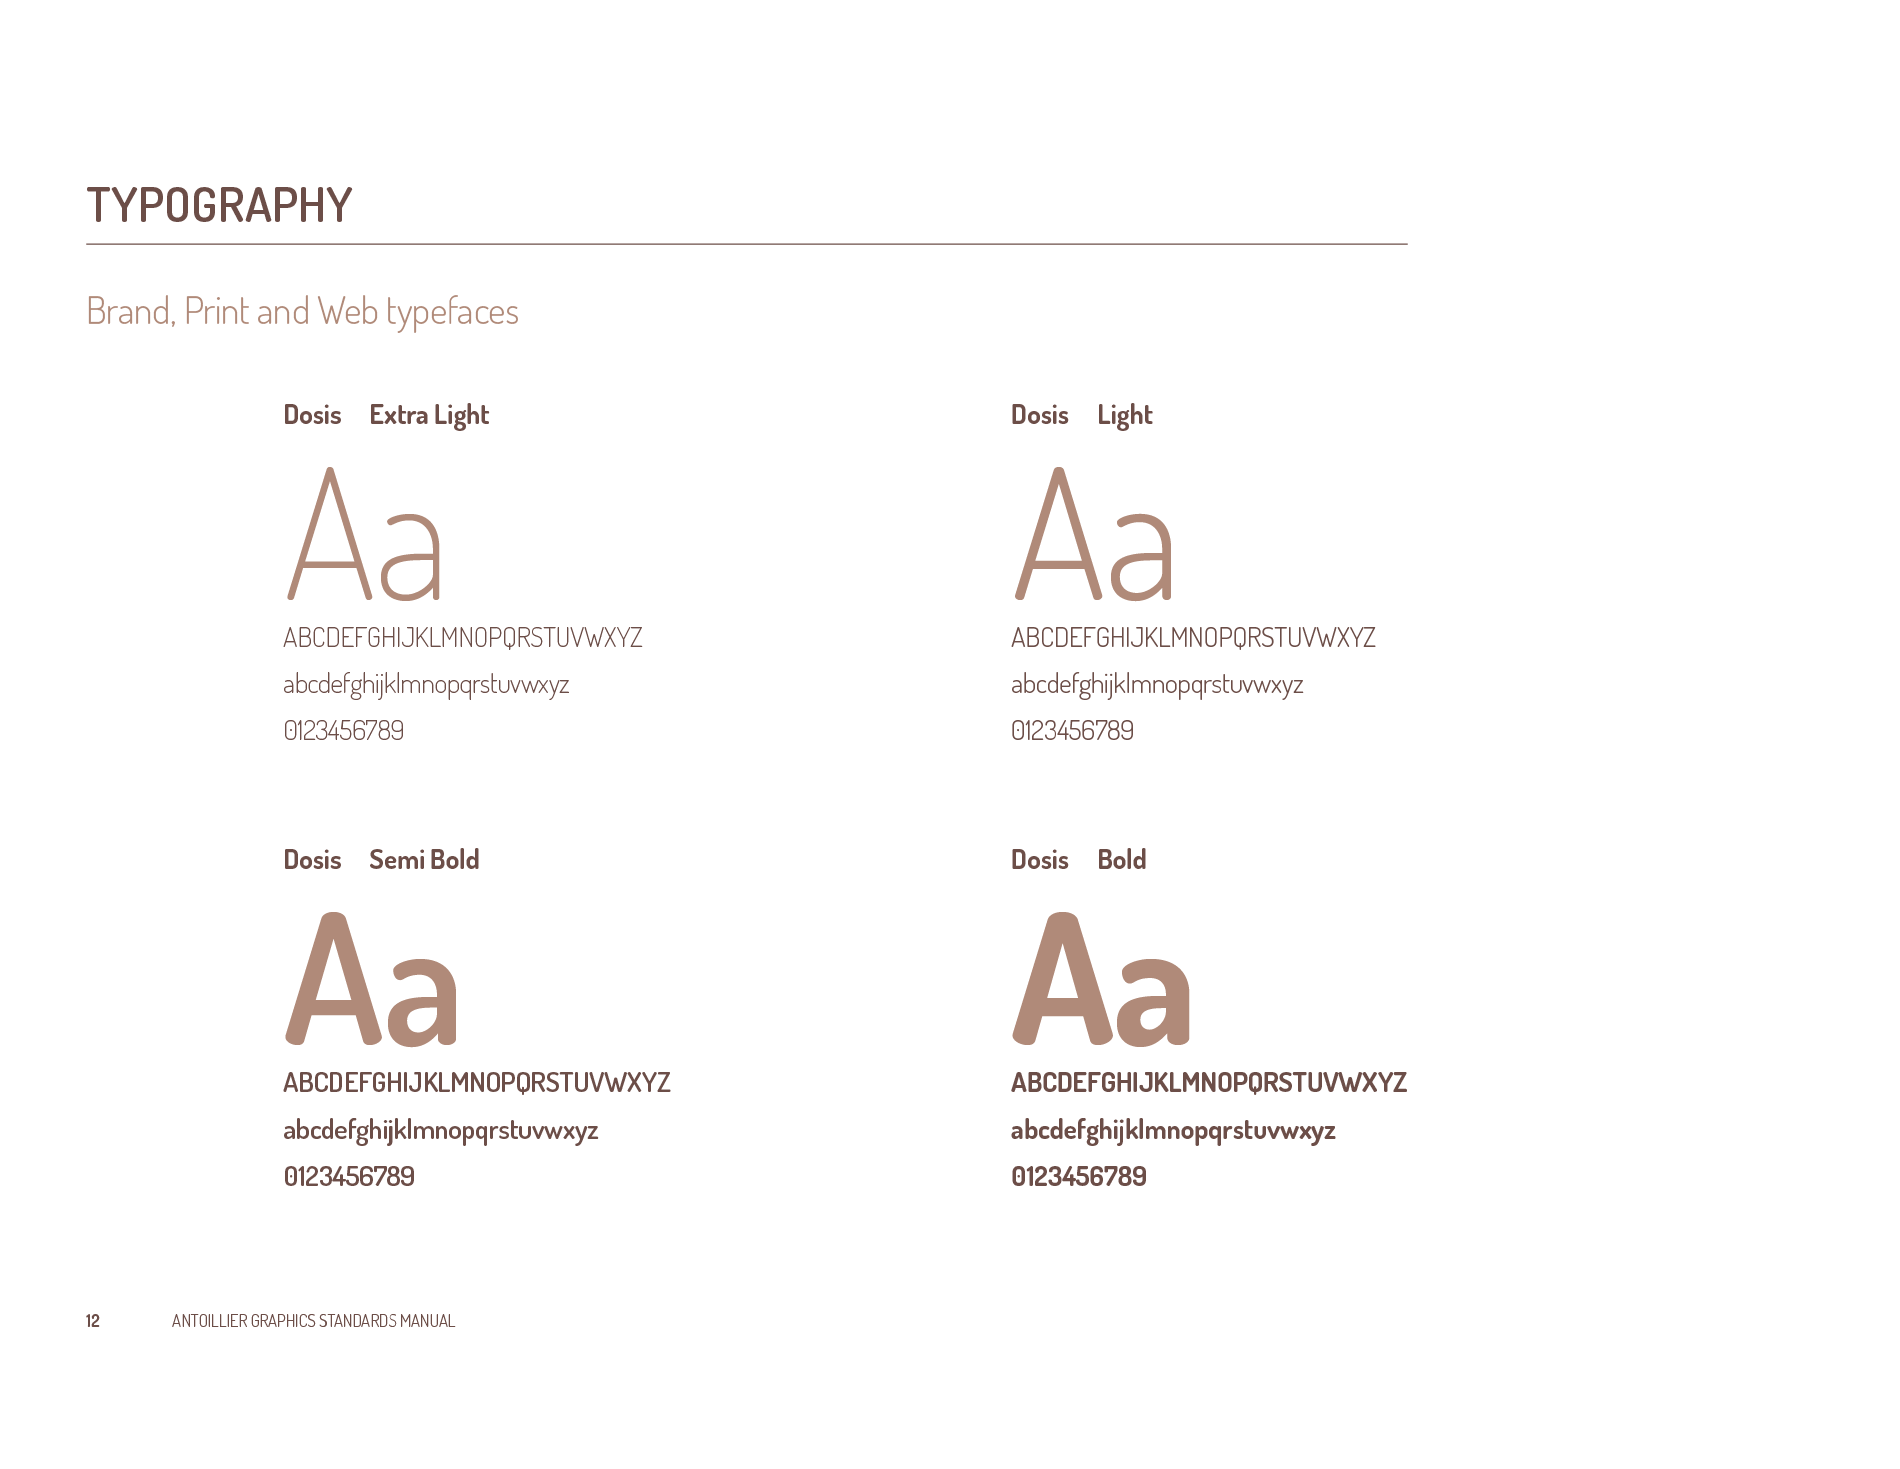 TYPOGRAPHY
Brand, Print and Web typefaces
Dosis Extra Light
Aa
ABCDEFGHIJKLMNOPQRSTUVWXYZ
abcdefghijklmnopqrstuvwxyz
0123456789
Dosis Light
Aa
ABCDEFGHIJKLMNOPQRSTUVWXYZ
abcdefghijklmnopqrstuvwxyz
0123456789
Dosis Semi Bold
Aa
ABCDEFGHIJKLMNOPQRSTUVWXYZ
abcdefghijklmnopqrstuvwxyz
0123456789
Dosis Bold
Aa
ABCDEFGHIJKLMNOPQRSTUVWXYZ
abcdefghijklmnopqrstuvwxyz
0123456789
12 ANTOILLIER GRAPHICS STANDARDS MANUAL